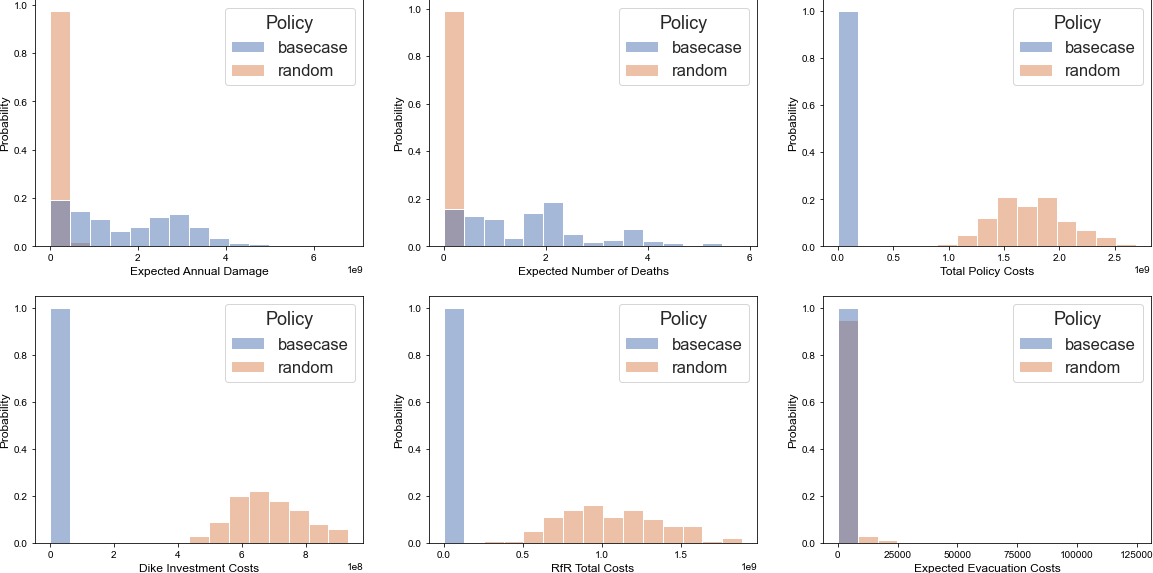 Policy
basecase
random
Probability
1.0
0.8
0.6
0.4
0.2
0.0
0 2 4 6
1e9
Expected Annual Damage
Policy
basecase
random
Probability
1.0
0.8
0.6
0.4
0.2
0.0
0 2 4 6
Expected Number of Deaths
Policy
basecase
random
Probability
1.0
0.8
0.6
0.4
0.2
0.0
0.0 0.5 1.0 1.5 2.0 2.5
1e9
Total Policy Costs
Policy
basecase
random
Probability
1.0
0.8
0.6
0.4
0.2
0.0
0 2 4 6 8
1e8
Dike Investment Costs
Policy
basecase
random
Probability
1.0
0.8
0.6
0.4
0.2
0.0
0.0 0.5 1.0 1.5
1e9
RfR Total Costs
Policy
basecase
random
Probability
1.0
0.8
0.6
0.4
0.2
0.0
0 25000 50000 75000 100000 125000
Expected Evacuation Costs